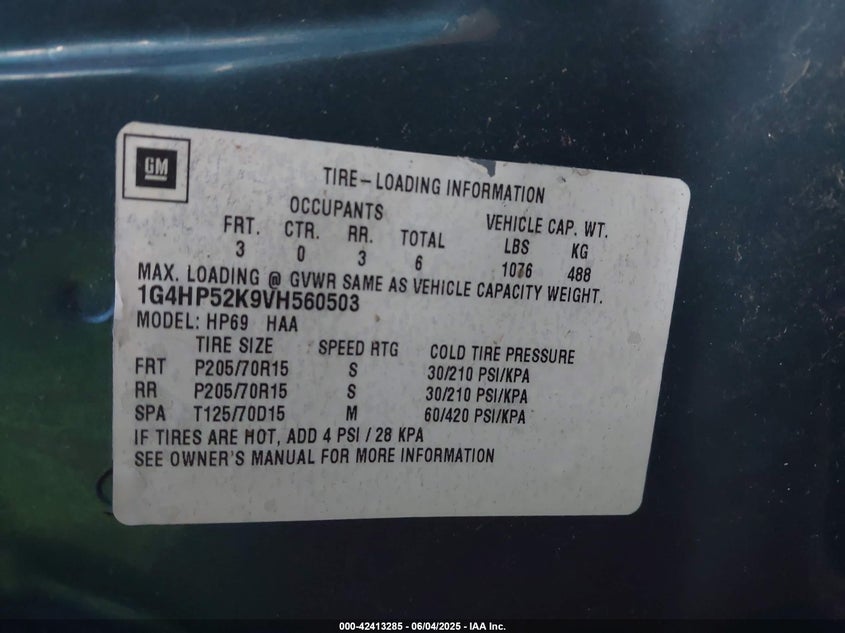 GM
TIRE-LOADING INFORMATION
OCCUPANTS VEHICLE CAP. WT.
FRT. CTR. RR. TOTAL LBS KG
3 0 3 6 1076 488
MAX. LOADING @ GVWR SAME AS VEHICLE CAPACITY WEIGHT.
1G4HP52K9VH560503
MODEL: HP69 HAA
TIRE SIZE SPEED RTG COLD TIRE PRESSURE
FRT P205/70R15 S 30/210 PSI/KPA
RR P205/70R15 S 30/210 PSI/KPA
SPA T125/70D15 M 60/420 PSI/KPA
IF TIRES ARE HOT, ADD 4 PSI / 28 KPA
SEE OWNER'S MANUAL FOR MORE INFORMATION
000-42413285 - 06/04/2025 - IAA Inc.